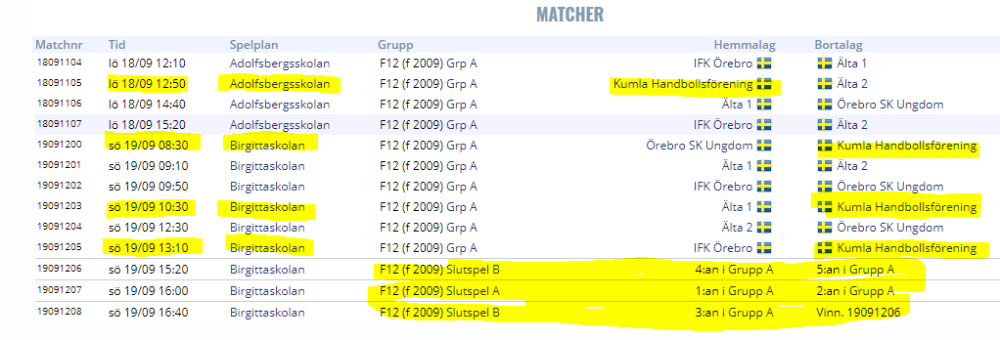 MATCHER
Matchnr Tid Spelplan Grupp Hemmalag Bortalag
18091104 lö 18/09 12:10 Adolfsbergsskolan F12 (f 2009) Grp A IFK Örebro Älta 1
18091105 lö 18/09 12:50 Adolfsbergsskolan F12 (f 2009) Grp A Kumla Handbollsförening Älta 2
18091106 lö 18/09 14:40 Adolfsbergsskolan F12 (f 2009) Grp A Älta 1 Örebro SK Ungdom
18091107 lö 18/09 15:20 Adolfsbergsskolan F12 (f 2009) Grp A IFK Örebro Älta 2
19091200 sö 19/09 08:30 Birgittaskolan F12 (f 2009) Grp A Örebro SK Ungdom Kumla Handbollsförening
19091201 sö 19/09 09:10 Birgittaskolan F12 (f 2009) Grp A Älta 1 Älta 2
19091202 sö 19/09 09:50 Birgittaskolan F12 (f 2009) Grp A IFK Örebro Örebro SK Ungdom
19091203 sö 19/09 10:30 Birgittaskolan F12 (f 2009) Grp A Älta 1 Kumla Handbollsförening
19091204 sö 19/09 12:30 Birgittaskolan F12 (f 2009) Grp A Älta 2 Örebro SK Ungdom
19091205 sö 19/09 13:10 Birgittaskolan F12 (f 2009) Grp A IFK Örebro Kumla Handbollsförening
19091206 sö 19/09 15:20 Birgittaskolan F12 (f 2009) Slutspel B 4:an i Grupp A 5:an i Grupp A
19091207 sö 19/09 16:00 Birgittaskolan F12 (f 2009) Slutspel A 1:an i Grupp A 2:an i Grupp A
19091208 sö 19/09 16:40 Birgittaskolan F12 (f 2009) Slutspel B 3:an i Grupp A Vinn. 19091206